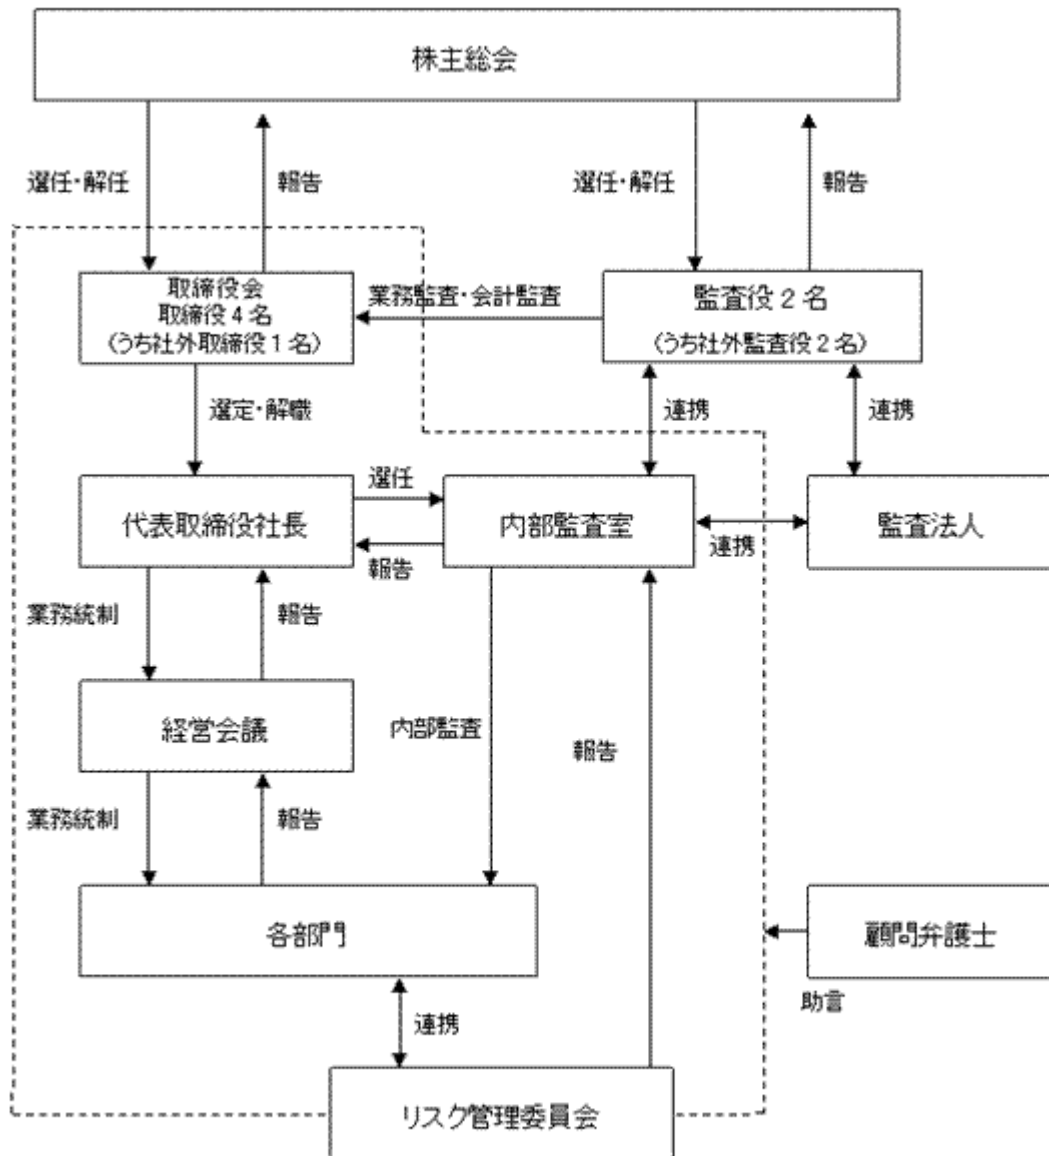 株主総会
選任・解任
報告
選任・解任
報告
取締役会
取締役4名
(うち社外取締役1名)
業務監査・会計監査
監査役2名
(うち社外監査役2名)
選定・解職
連携
連携
代表取締役社長
選任
報告
内部監査室
連携
監査法人
業務統制
報告
経営会議
内部監査
報告
業務統制
報告
各部門
顧問弁護士
助言
連携
リスク管理委員会